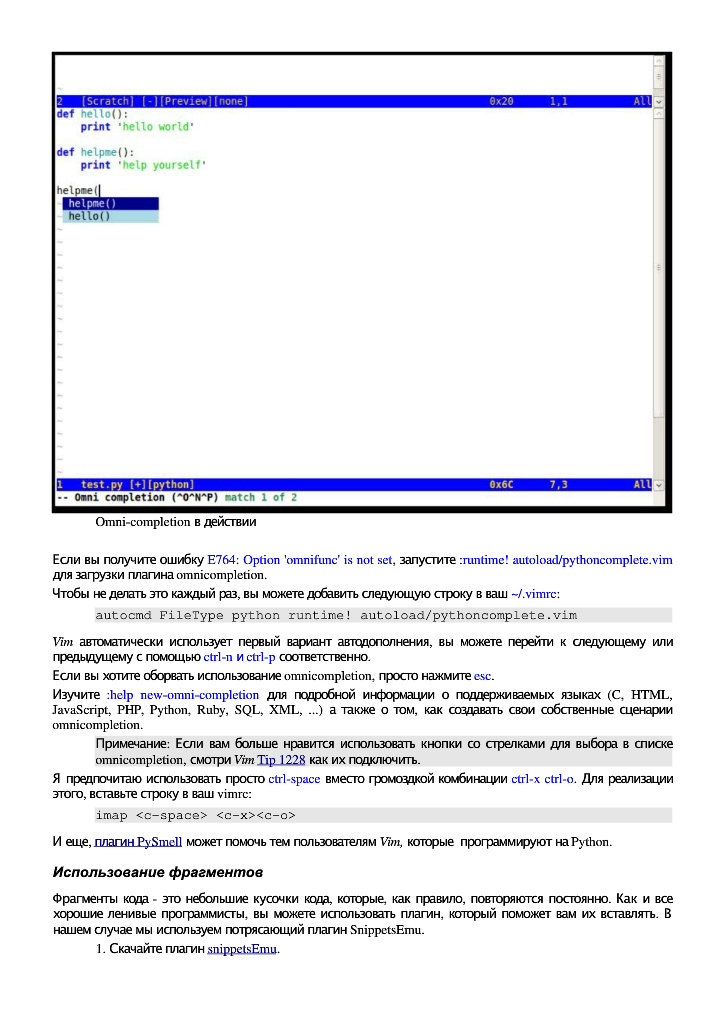 2 [Scratch] [-][Preview][none] 0x20 1,1 All
def hello():
print 'hello world'
def helpme():
print 'help yourself'
helpme(
helpme()
hello()
1 test.py [+][python] 0x6C 7,3 All
-- Omni completion (^O^N^P) match 1 of 2
Omni-completion в действии
Если вы получите ошибку E764: Option 'omnifunc' is not set, запустите :runtime! autoload/pythoncomplete.vim
для загрузки плагина omnicompletion.
Чтобы не делать это каждый раз, вы можете добавить следующую строку в ваш ~/.vimrc:
autocmd FileType python runtime! autoload/pythoncomplete.vim
Vim автоматически использует первый вариант автодополнения, вы можете перейти к следующему или
предыдущему с помощью ctrl-n и ctrl-p соответственно.
Если вы хотите оборвать использование omnicompletion, просто нажмите esc.
Изучите :help new-omni-completion для подробной информации о поддерживаемых языках (C, HTML,
JavaScript, PHP, Python, Ruby, SQL, XML, ...) а также о том, как создавать свои собственные сценарии
omnicompletion.
Примечание: Если вам больше нравится использовать кнопки со стрелками для выбора в списке
omnicompletion, смотри Vim Tip 1228 как их подключить.
Я предпочитаю использовать просто ctrl-space вместо громоздкой комбинации ctrl-x ctrl-o. Для реализации
этого, вставьте строку в ваш vimrc:
imap <c-space> <c-x><c-o>
И еще, плагин PySmell может помочь тем пользователям Vim, которые программируют на Python.
Использование фрагментов
Фрагменты кода - это небольшие кусочки кода, которые, как правило, повторяются постоянно. Как и все
хорошие ленивые программисты, вы можете использовать плагин, который поможет вам их вставлять. В
нашем случае мы используем потрясающий плагин SnippetsEmu.
1. Скачайте плагин snippetsEmu.